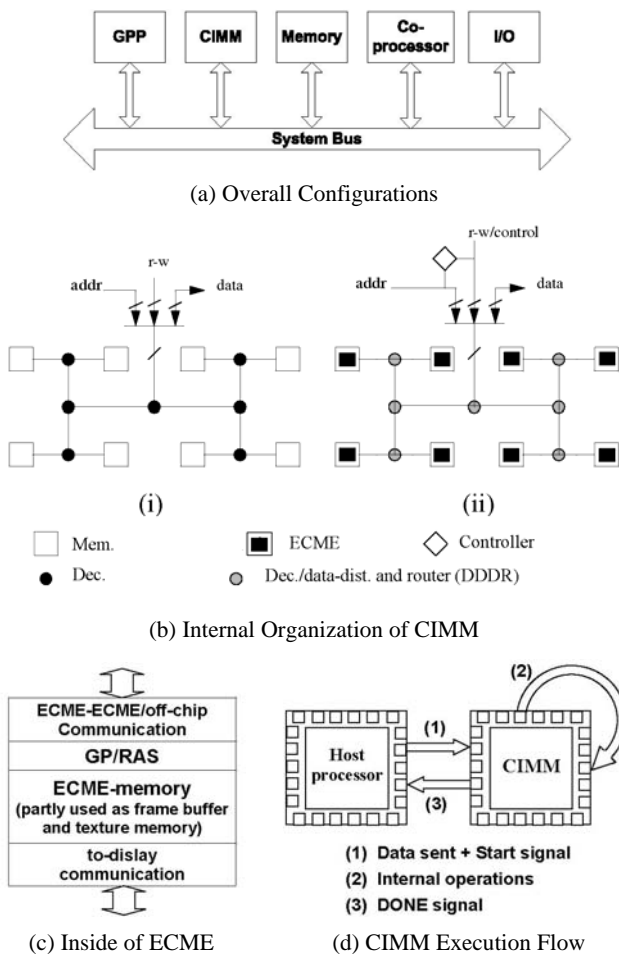 GPP
CIMM
Memory
Co-
processor
I/O
System Bus
(a) Overall Configurations
r-w
addr
data
r-w/control
addr
data
(i)
(ii)
Mem.
ECME
Controller
Dec.
Dec./data-dist. and router (DDDR)
(b) Internal Organization of CIMM
ECME-ECME/off-chip
Communication
GP/RAS
ECME-memory
(partly used as frame buffer
and texture memory)
to-dislay
communication
(c) Inside of ECME
(2)
(1)
Host
processor
CIMM
(3)
(1) Data sent + Start signal
(2) Internal operations
(3) DONE signal
(d) CIMM Execution Flow